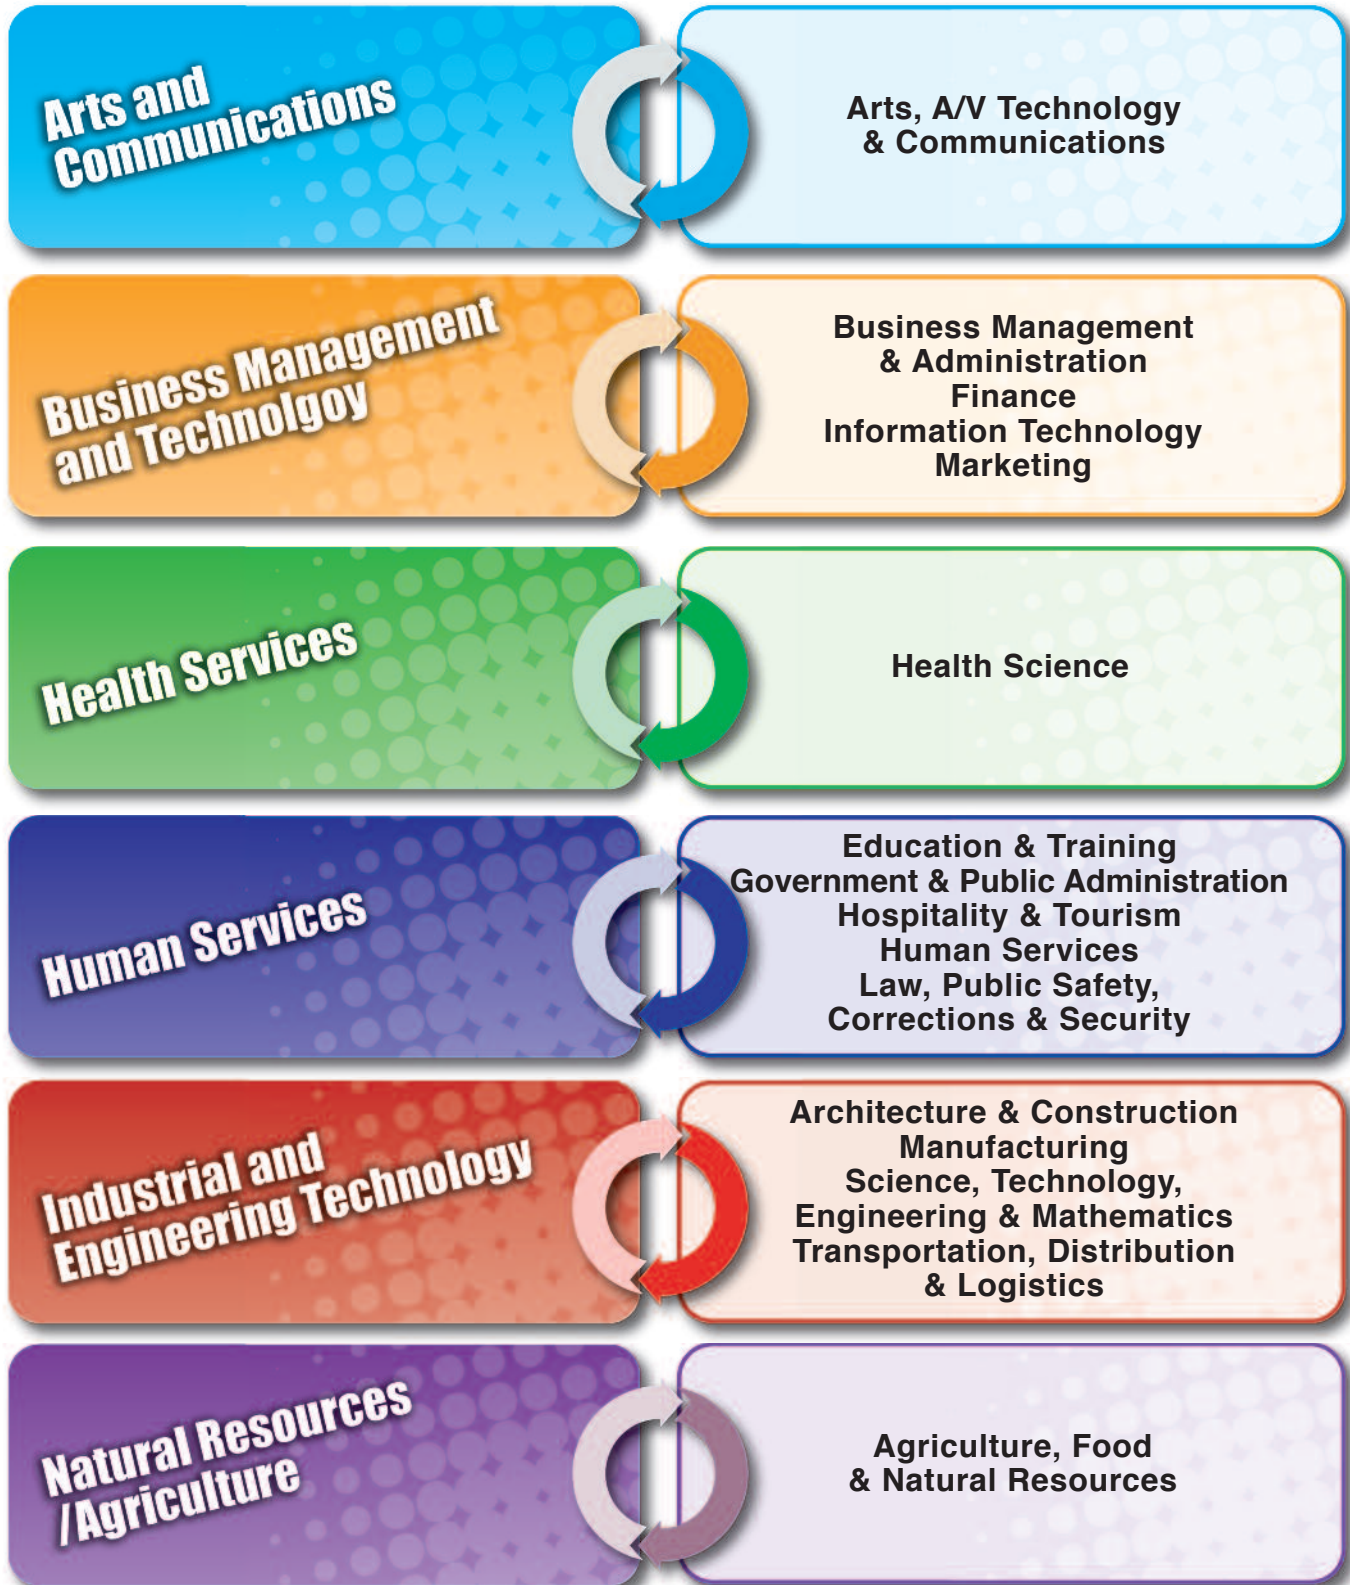 Arts and
Communications
Arts, A/V Technology
& Communications
Business Management
and Technolgoy
Business Management
& Administration
Finance
Information Technology
Marketing
Health Services
Health Science
Human Services
Education & Training
Government & Public Administration
Hospitality & Tourism
Human Services
Law, Public Safety,
Corrections & Security
Industrial and
Engineering Technology
Architecture & Construction
Manufacturing
Science, Technology,
Engineering & Mathematics
Transportation, Distribution
& Logistics
Natural Resources
/Agriculture
Agriculture, Food
& Natural Resources